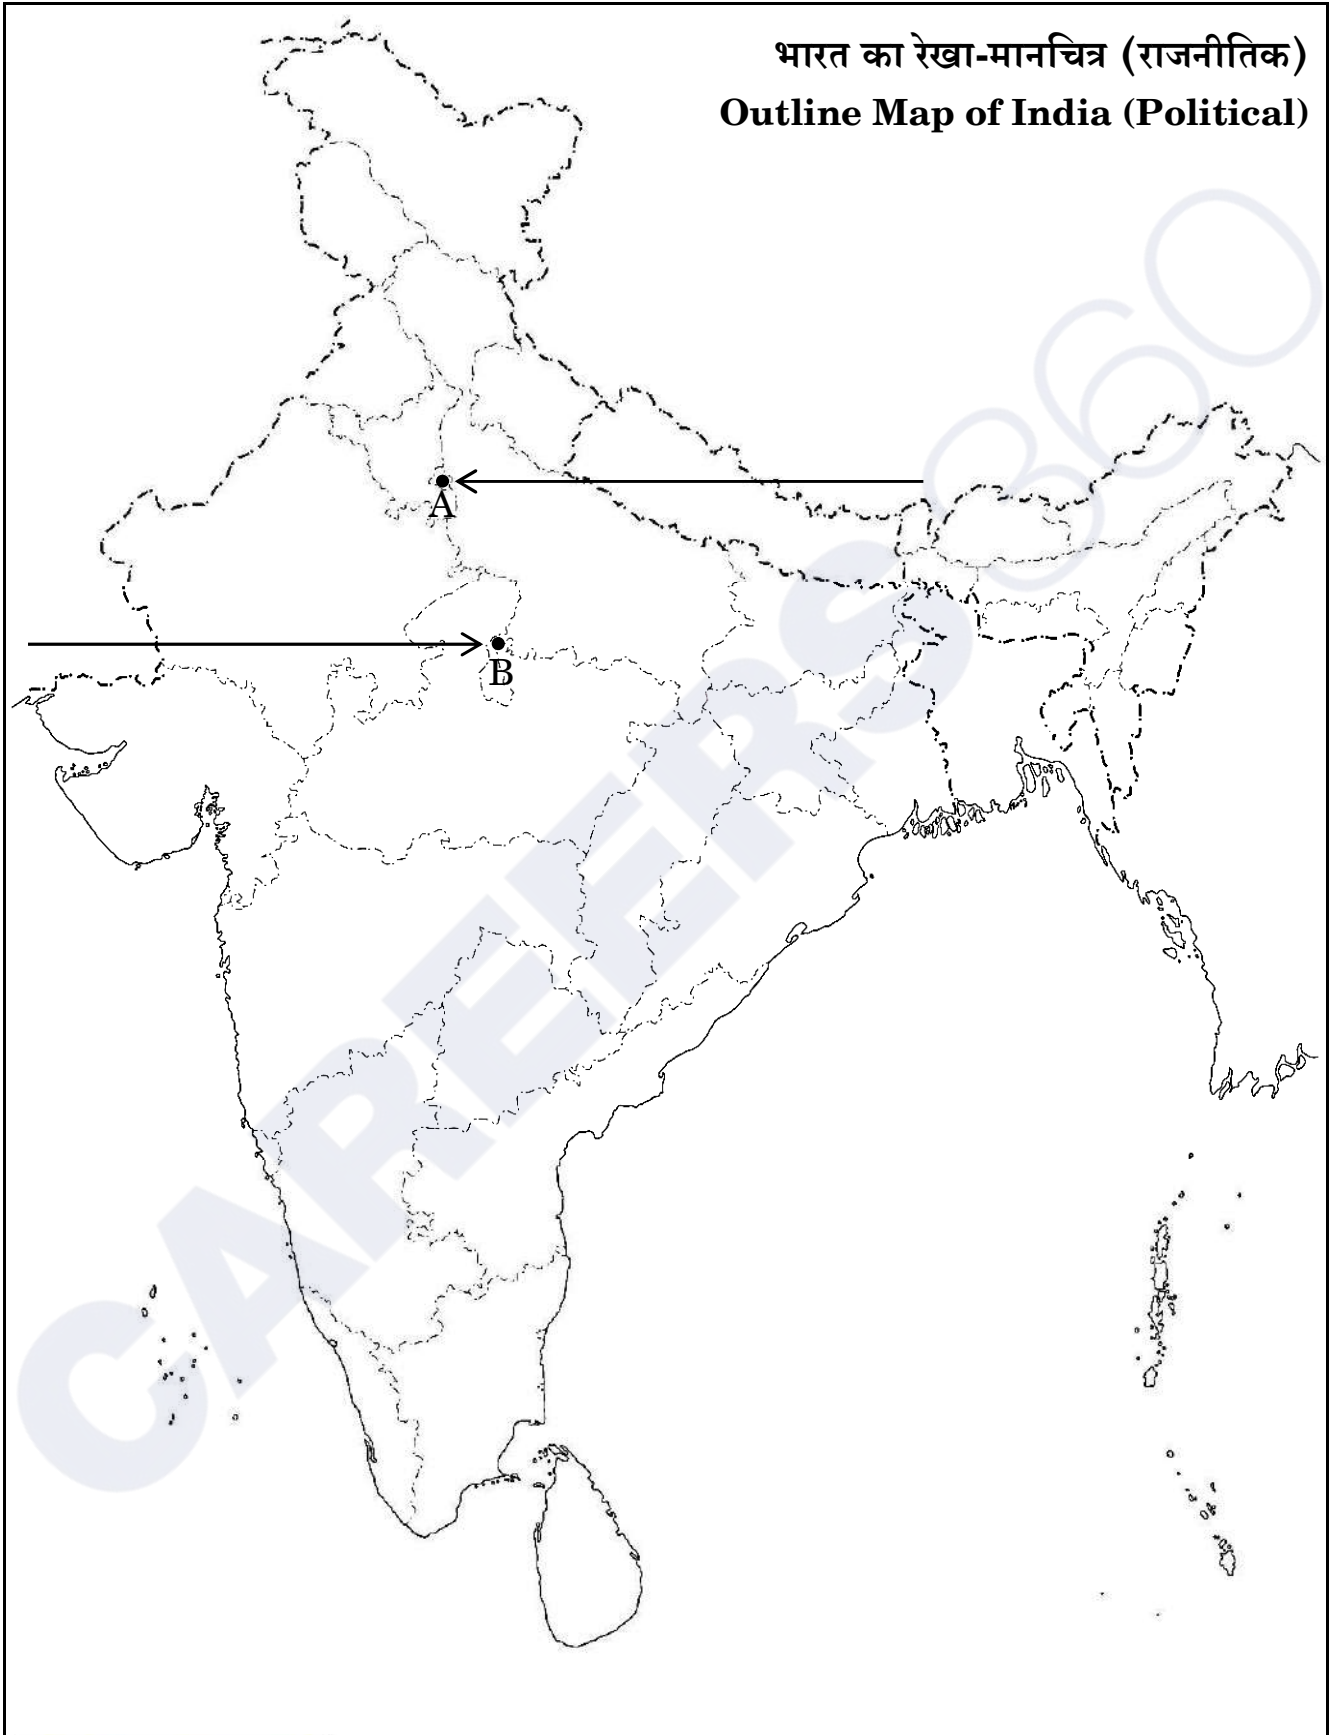 भारत का रेखा-मानचित्र (राजनीतिक)
Outline Map of India (Political)
A
B
CAREERS 360